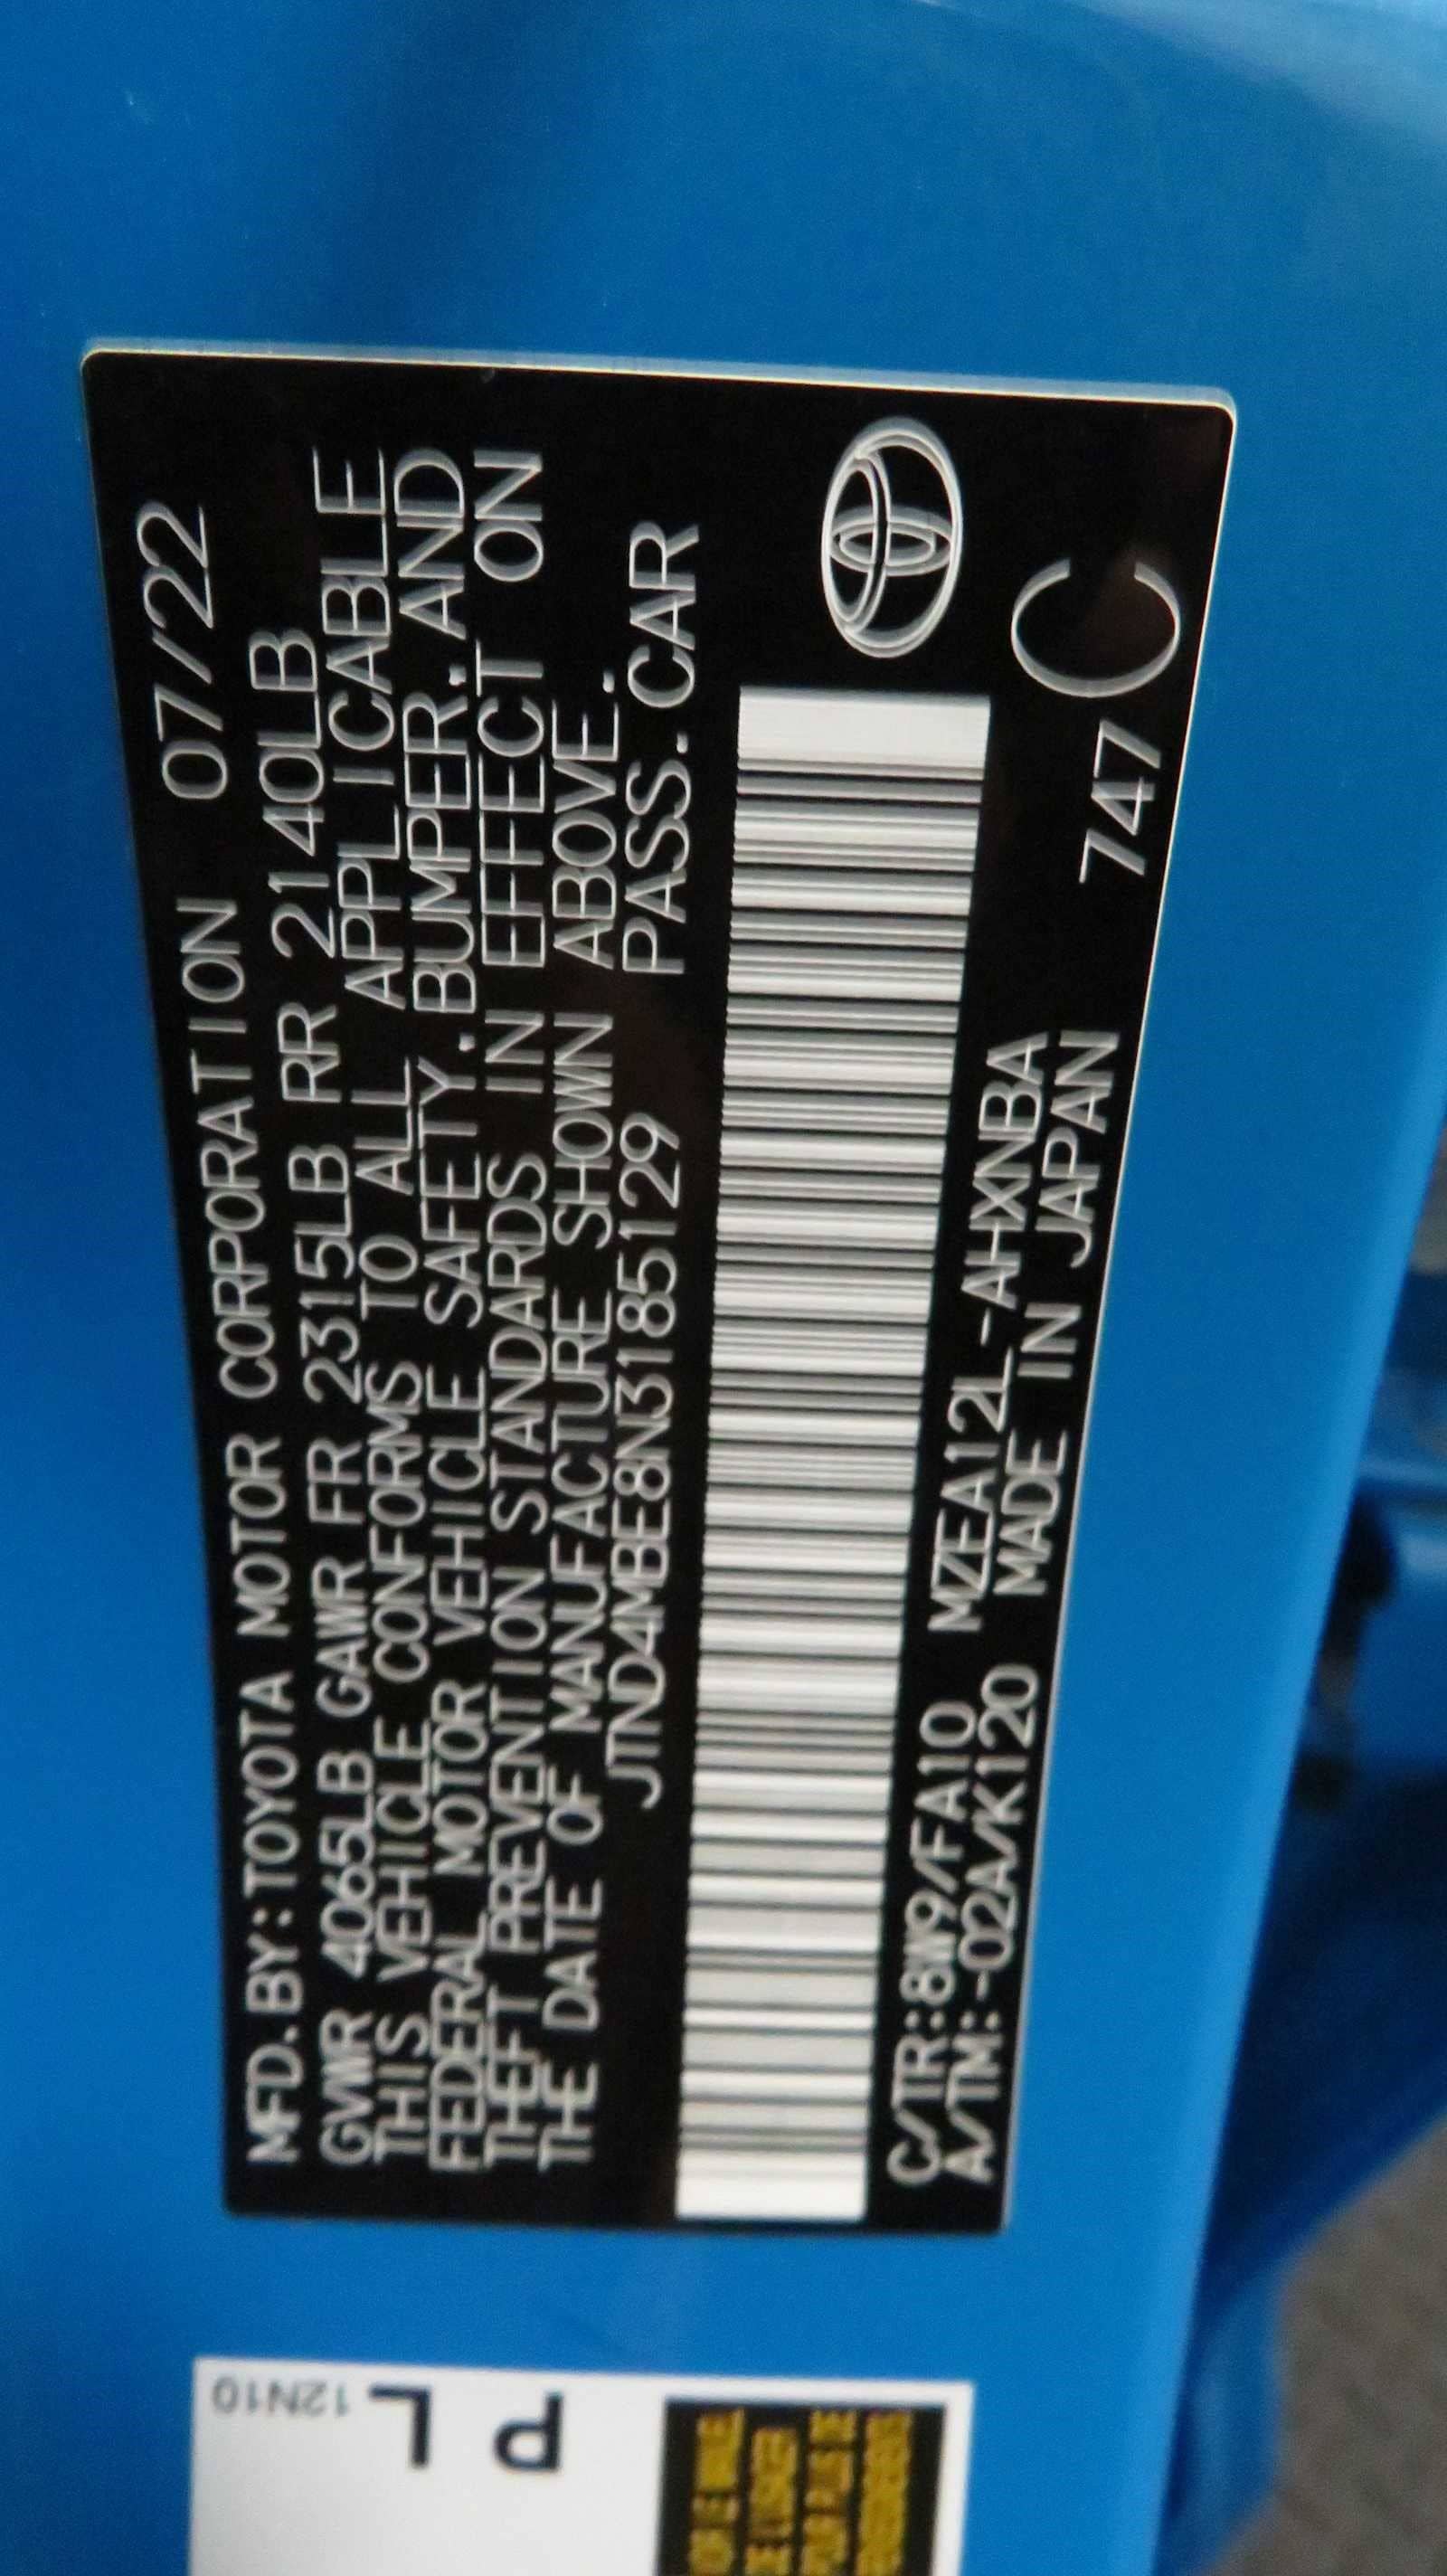 MFD.BY:TOYOTA MOTOR CORPORATION 07/22
GVWR 4065LB GAWR FR 2315LB RR 2140LB
THIS VEHICLE CONFORMS TO ALL APPLICABLE
FEDERAL MOTOR VEHICLE SAFETY.BUMPER.AND
THEFT PREVENTION STANDARDS IN EFFECT ON
THE DATE OF MANUFACTURE SHOWN ABOVE.
JTND4MBE8N3185129 PASS.CAR
C/TR:8W9/FA10 MZEA12L-AHXNBA
A/TM:-02A/K120 MADE IN JAPAN 747 C
12N10
PL